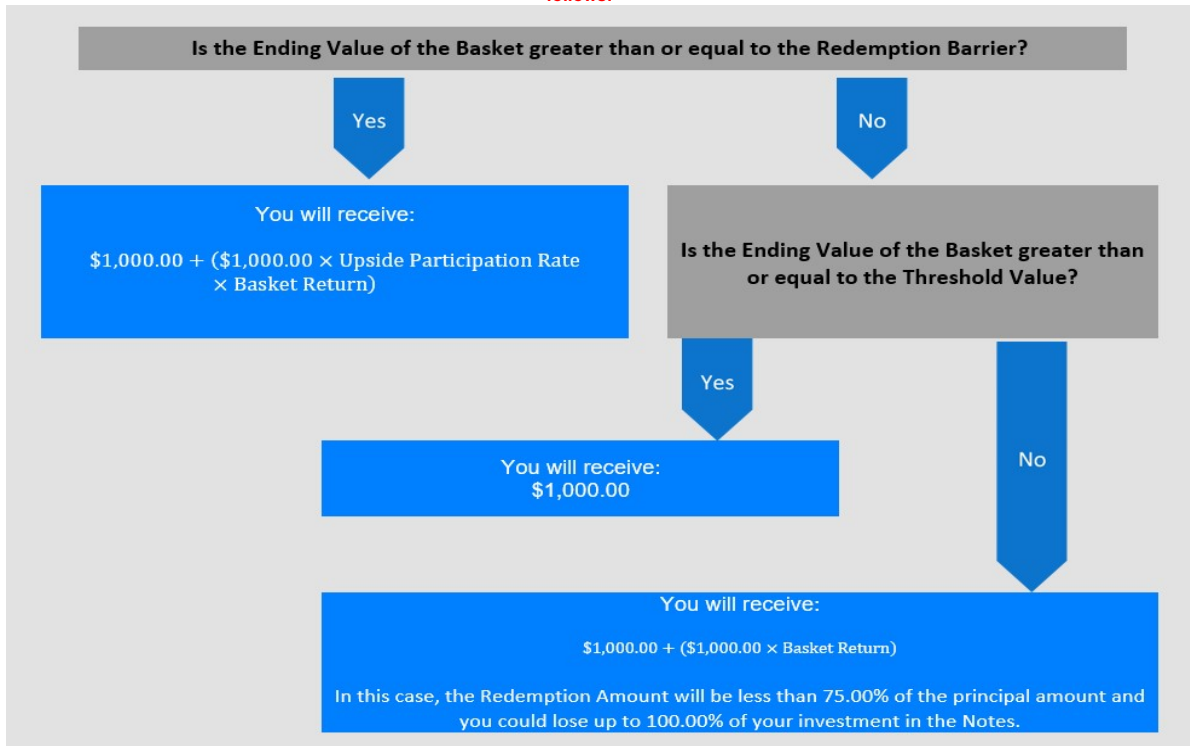 Is the Ending Value of the Basket greater than or equal to the Redemption Barrier?
Yes
No
You will receive:
$1,000.00 + ($1,000.00 × Upside Participation Rate
× Basket Return)
Is the Ending Value of the Basket greater than
or equal to the Threshold Value?
Yes
No
You will receive:
$1,000.00
You will receive:
$1,000.00 + ($1,000.00 × Basket Return)
In this case, the Redemption Amount will be less than 75.00% of the principal amount and
you could lose up to 100.00% of your investment in the Notes.